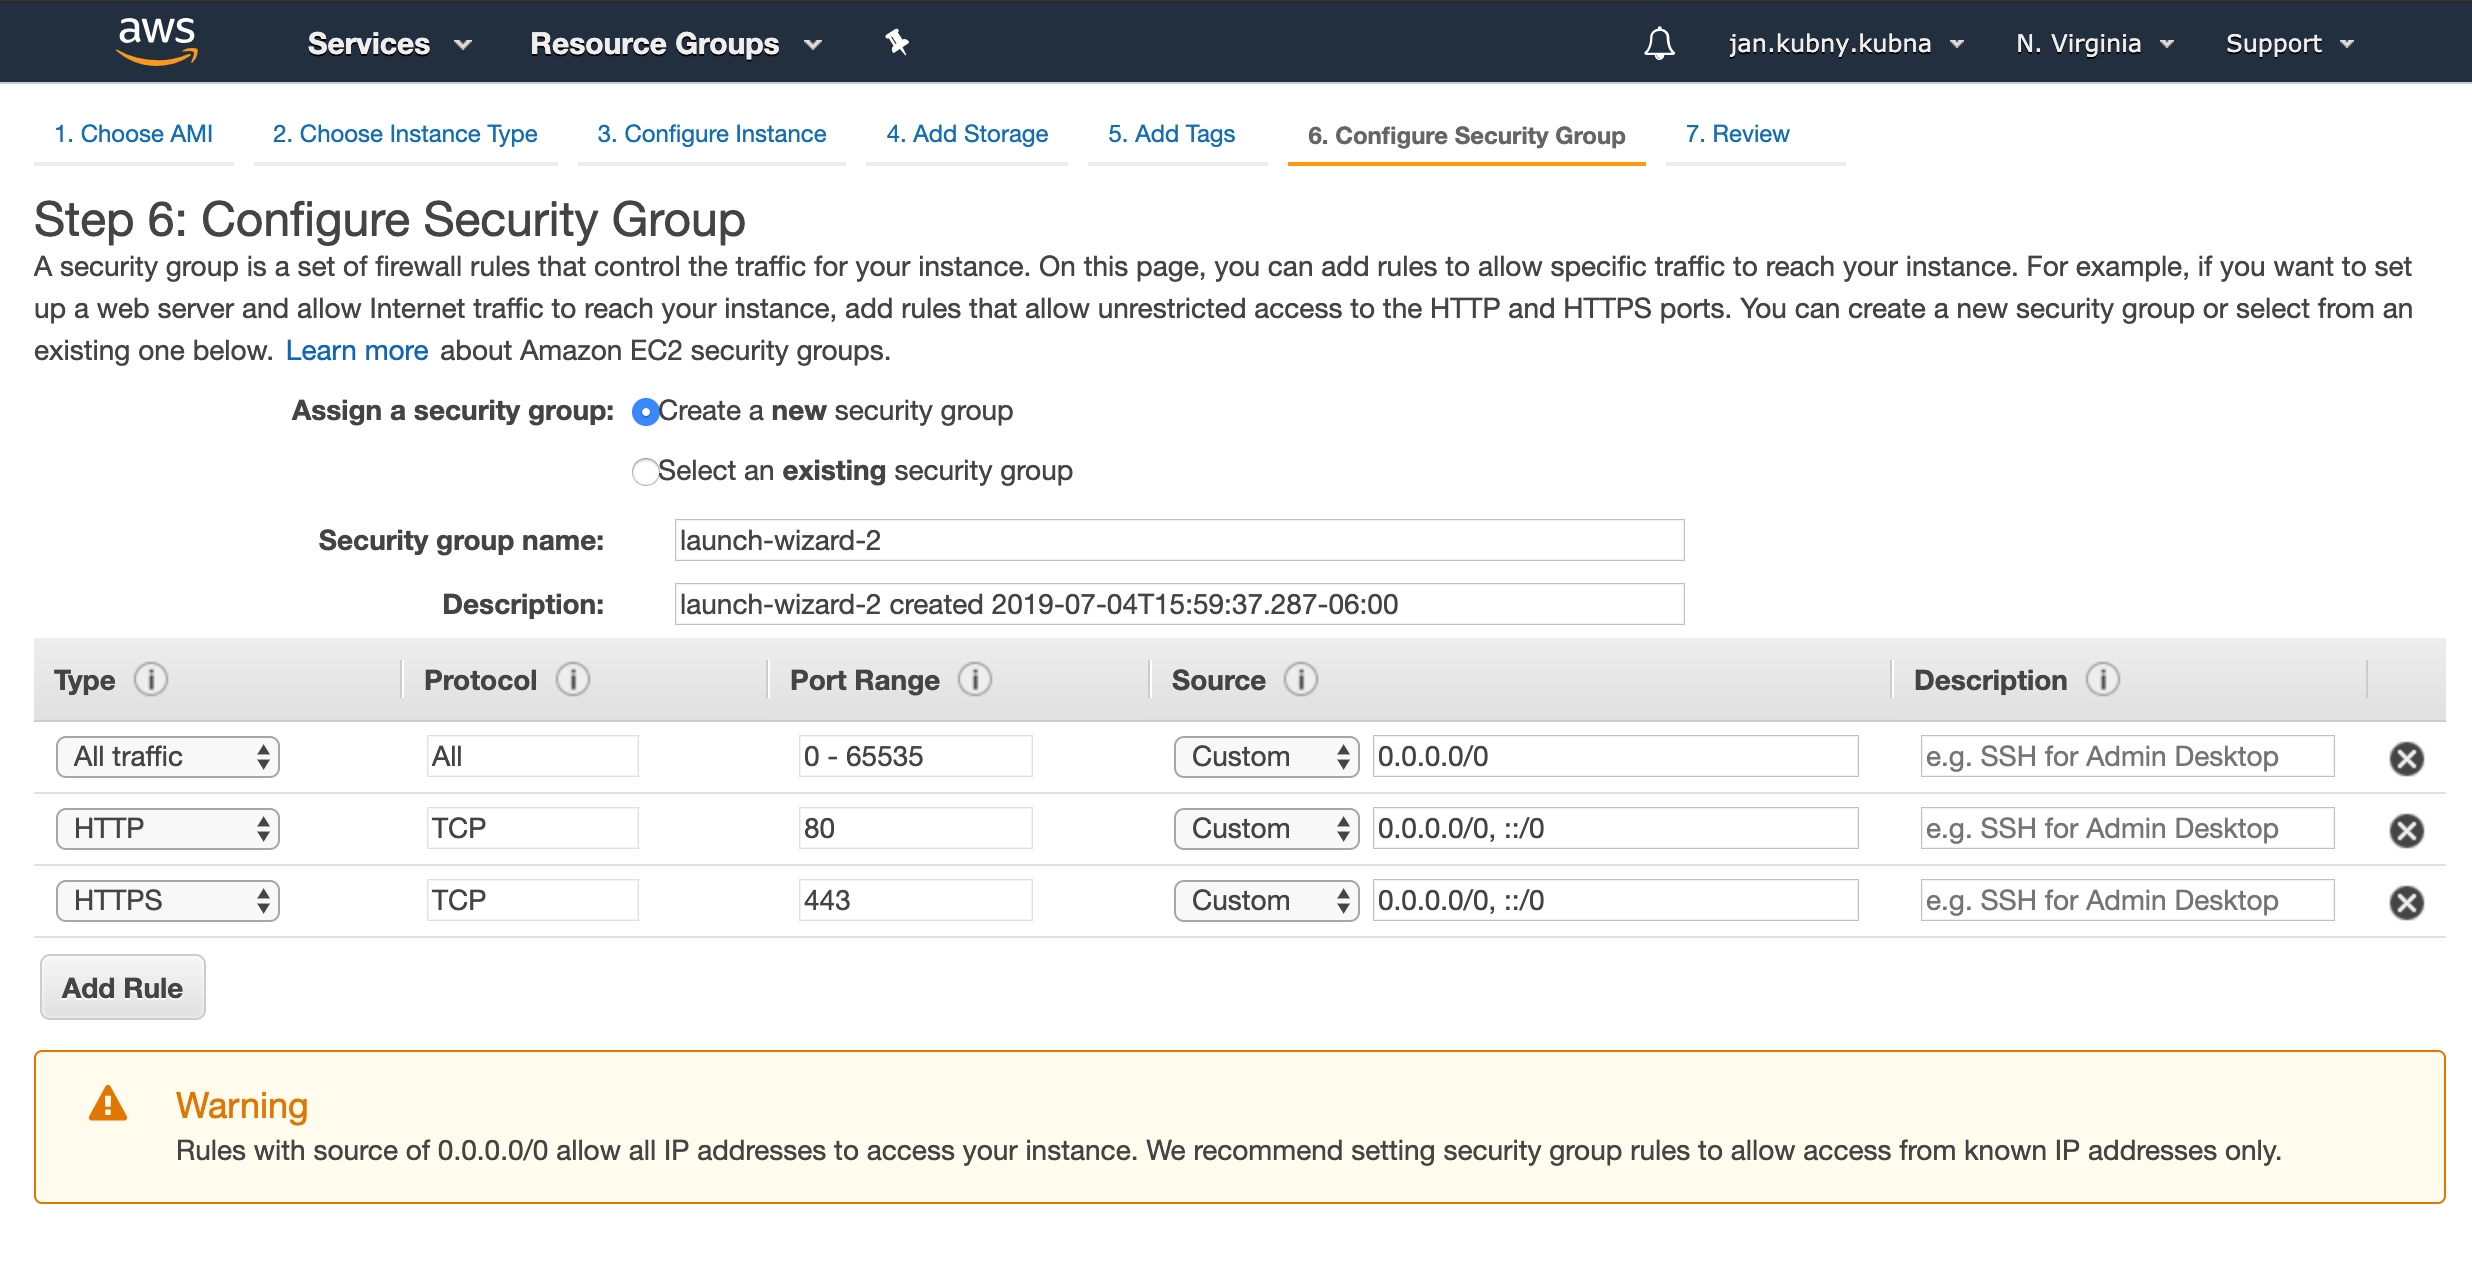 aws Services Resource Groups jan.kubny.kubna N. Virginia Support
1. Choose AMI 2. Choose Instance Type 3. Configure Instance 4. Add Storage 5. Add Tags 6. Configure Security Group 7. Review
Step 6: Configure Security Group
A security group is a set of firewall rules that control the traffic for your instance. On this page, you can add rules to allow specific traffic to reach your instance. For example, if you want to set
up a web server and allow Internet traffic to reach your instance, add rules that allow unrestricted access to the HTTP and HTTPS ports. You can create a new security group or select from an
existing one below. Learn more about Amazon EC2 security groups.
Assign a security group: Create a new security group
Select an existing security group
Security group name: launch-wizard-2
Description: launch-wizard-2 created 2019-07-04T15:59:37.287-06:00
Type i Protocol i Port Range i Source i Description i
All traffic All 0 - 65535 Custom 0.0.0.0/0 e.g. SSH for Admin Desktop
HTTP TCP 80 Custom 0.0.0.0/0, ::/0 e.g. SSH for Admin Desktop
HTTPS TCP 443 Custom 0.0.0.0/0, ::/0 e.g. SSH for Admin Desktop
Add Rule
Warning
Rules with source of 0.0.0.0/0 allow all IP addresses to access your instance. We recommend setting security group rules to allow access from known IP addresses only.